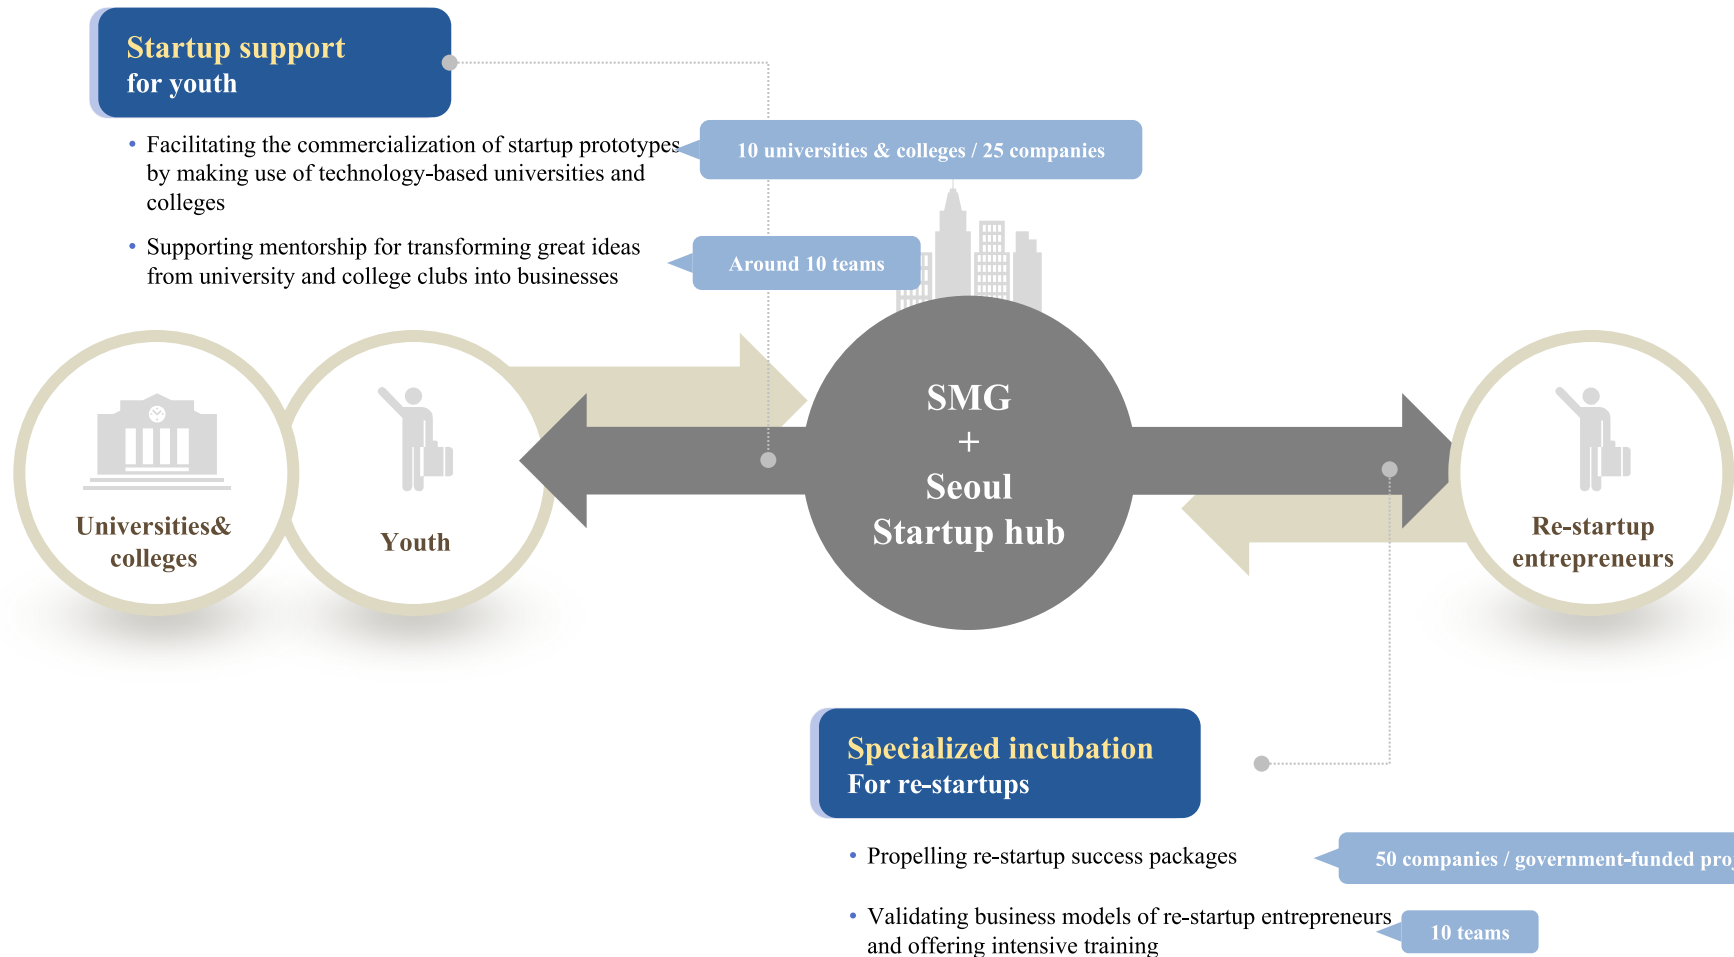 Startup support
for youth
• Facilitating the commercialization of startup prototypes
by making use of technology-based universities and
colleges
10 universities & colleges / 25 companies
• Supporting mentorship for transforming great ideas
from university and college clubs into businesses
Around 10 teams
Universities&
colleges
Youth
SMG
+
Seoul
Startup hub
Re-startup
entrepreneurs
Specialized incubation
For re-startups
• Propelling re-startup success packages
50 companies / government-funded
• Validating business models of re-startup entrepreneurs
and offering intensive training
10 teams